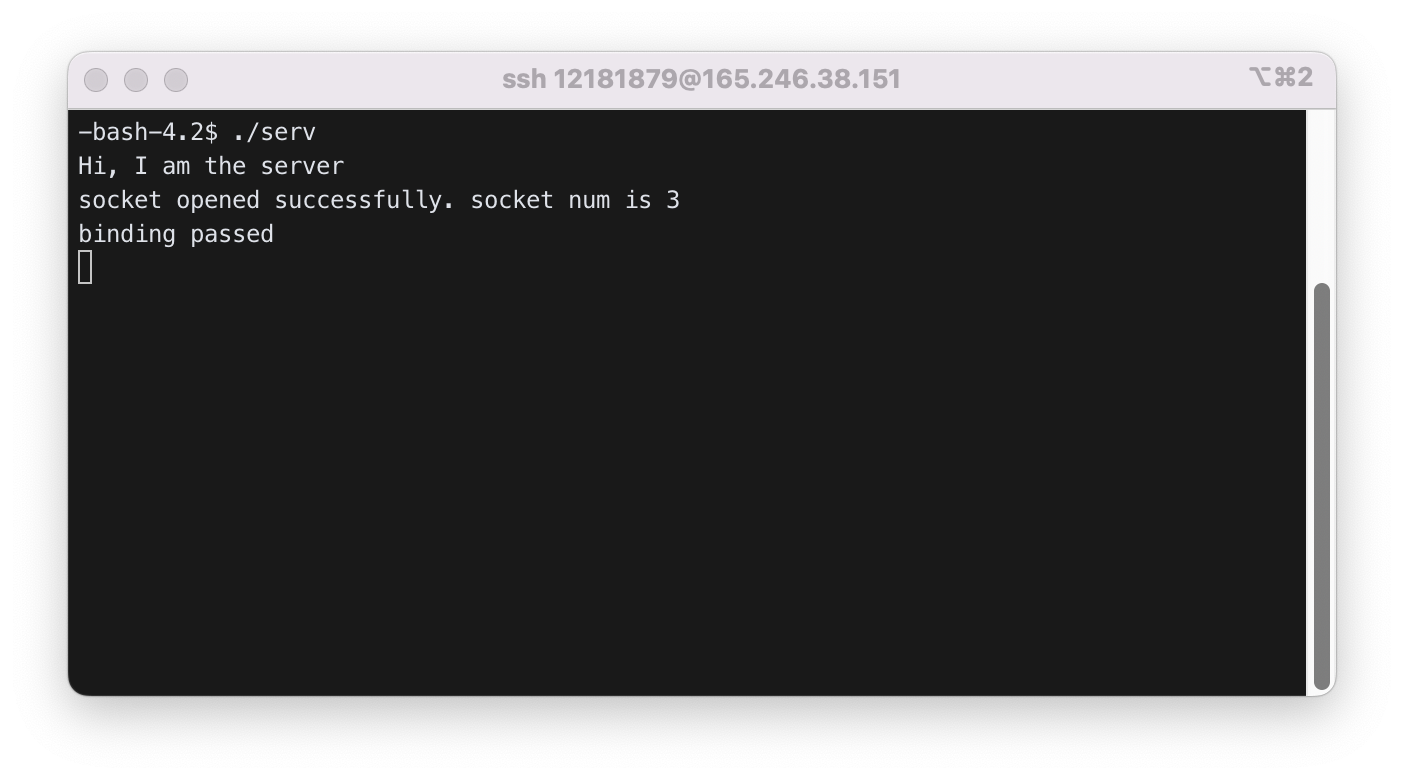 ssh 12181879@165.246.38.151
⌥⌘2
-bash-4.2$ ./serv
Hi, I am the server
socket opened successfully. socket num is 3
binding passed